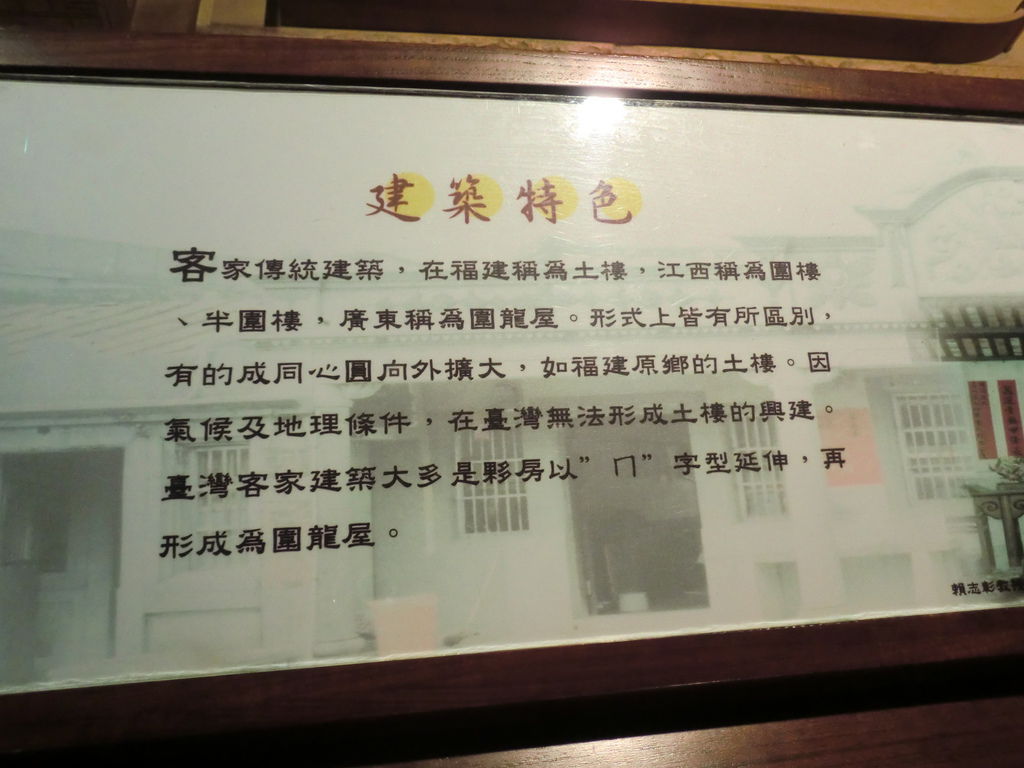 建築特色
客家傳統建築，在福建稱為土樓，江西稱為圍樓
、半圍樓，廣東稱為圍龍屋。形式上皆有所區別，
有的成同心圓向外擴大，如福建原鄉的土樓。因
氣候及地理條件，在臺灣無法形成土樓的興建。
臺灣客家建築大多是夥房以”ㄇ”字型延伸，再
形成為圍龍屋。
賴志彰教授